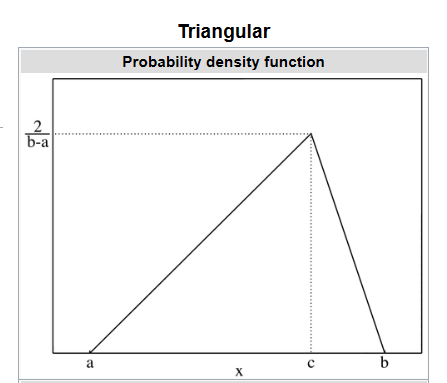 Triangular
Probability density function
2
b-a
a
c
b
x